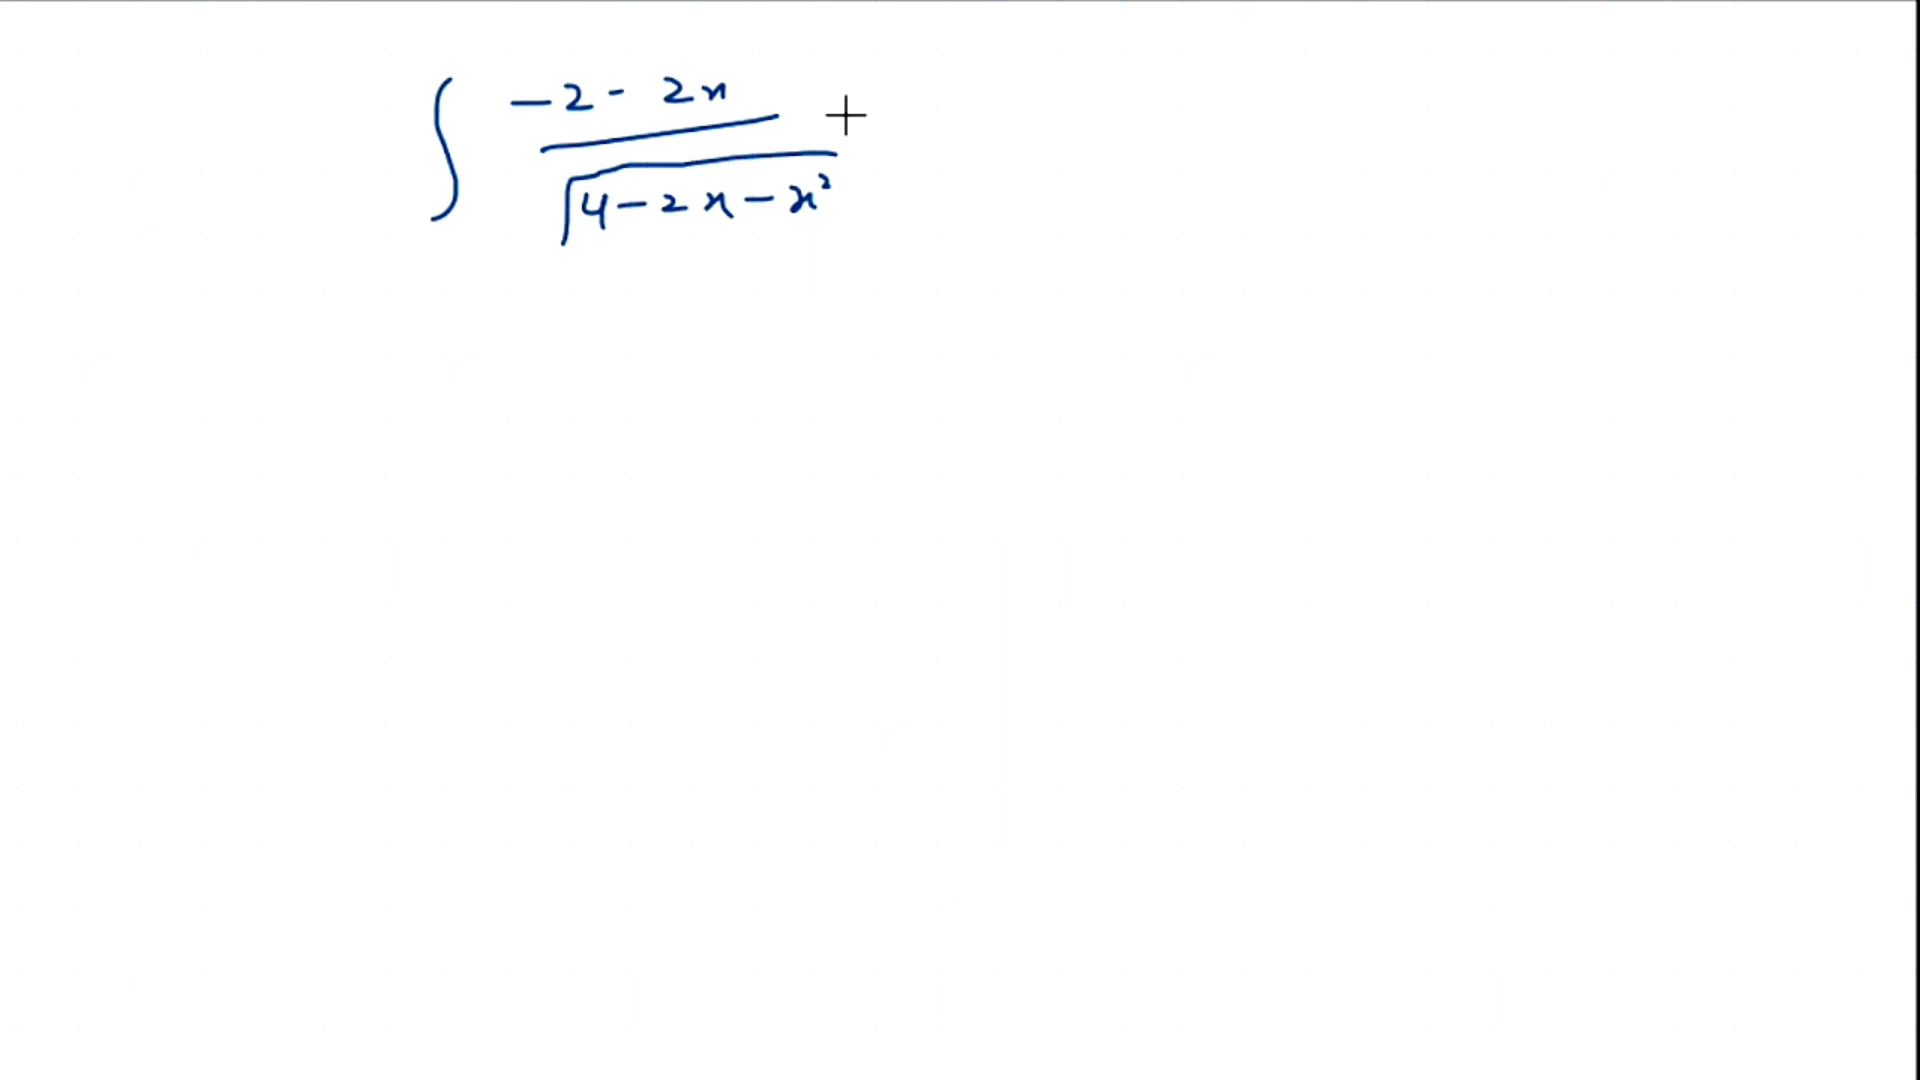 ∫ (-2 - 2x) / √(4 - 2x - x²)